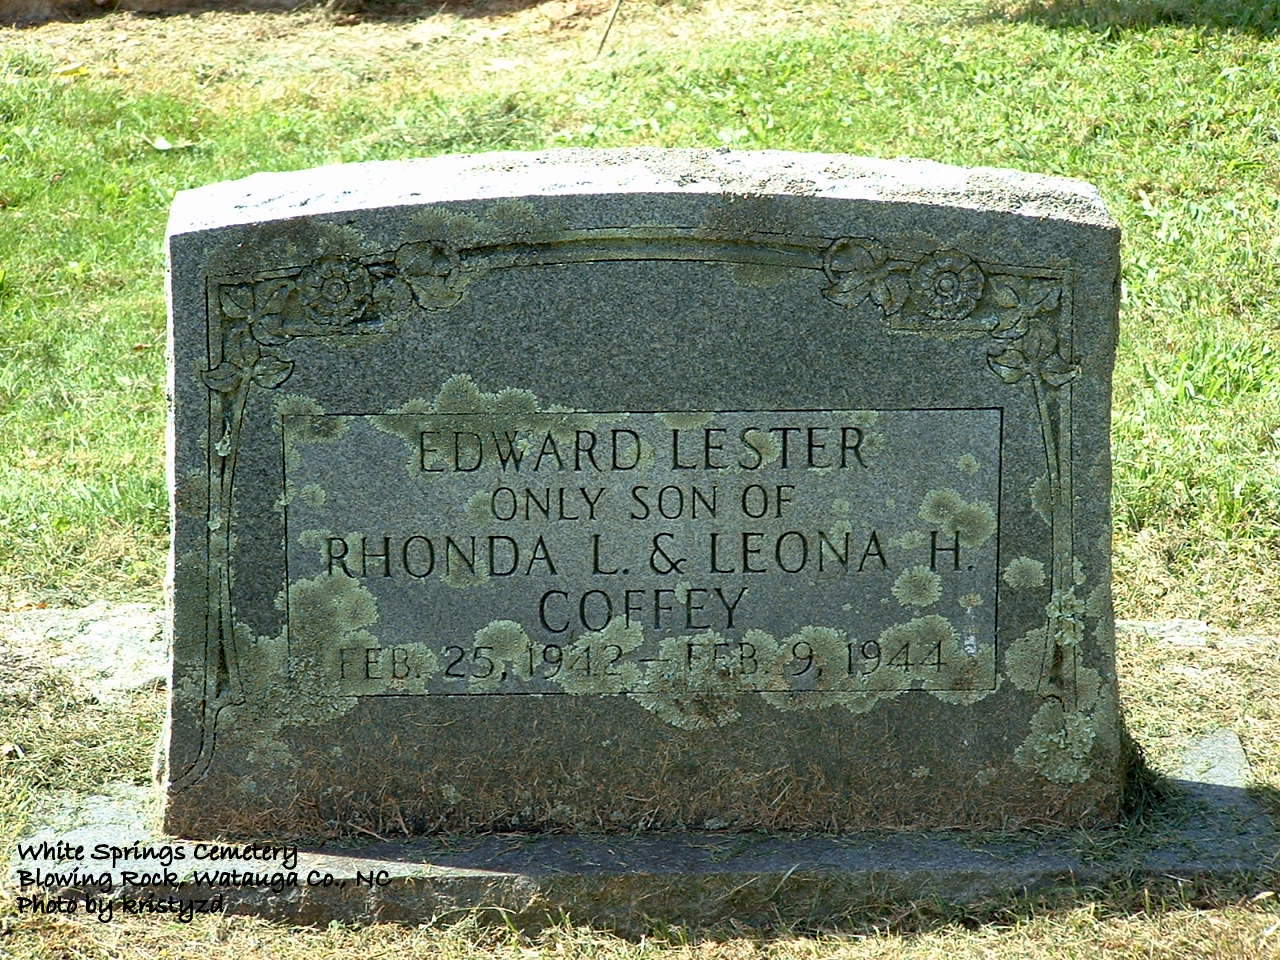 EDWARD LESTER
ONLY SON OF
RHONDA L. & LEONA H.
COFFEY
FEB. 25, 1942 – FEB. 9, 1944
White Springs Cemetery
Blowing Rock, Watauga Co., NC
Photo by kristyzd